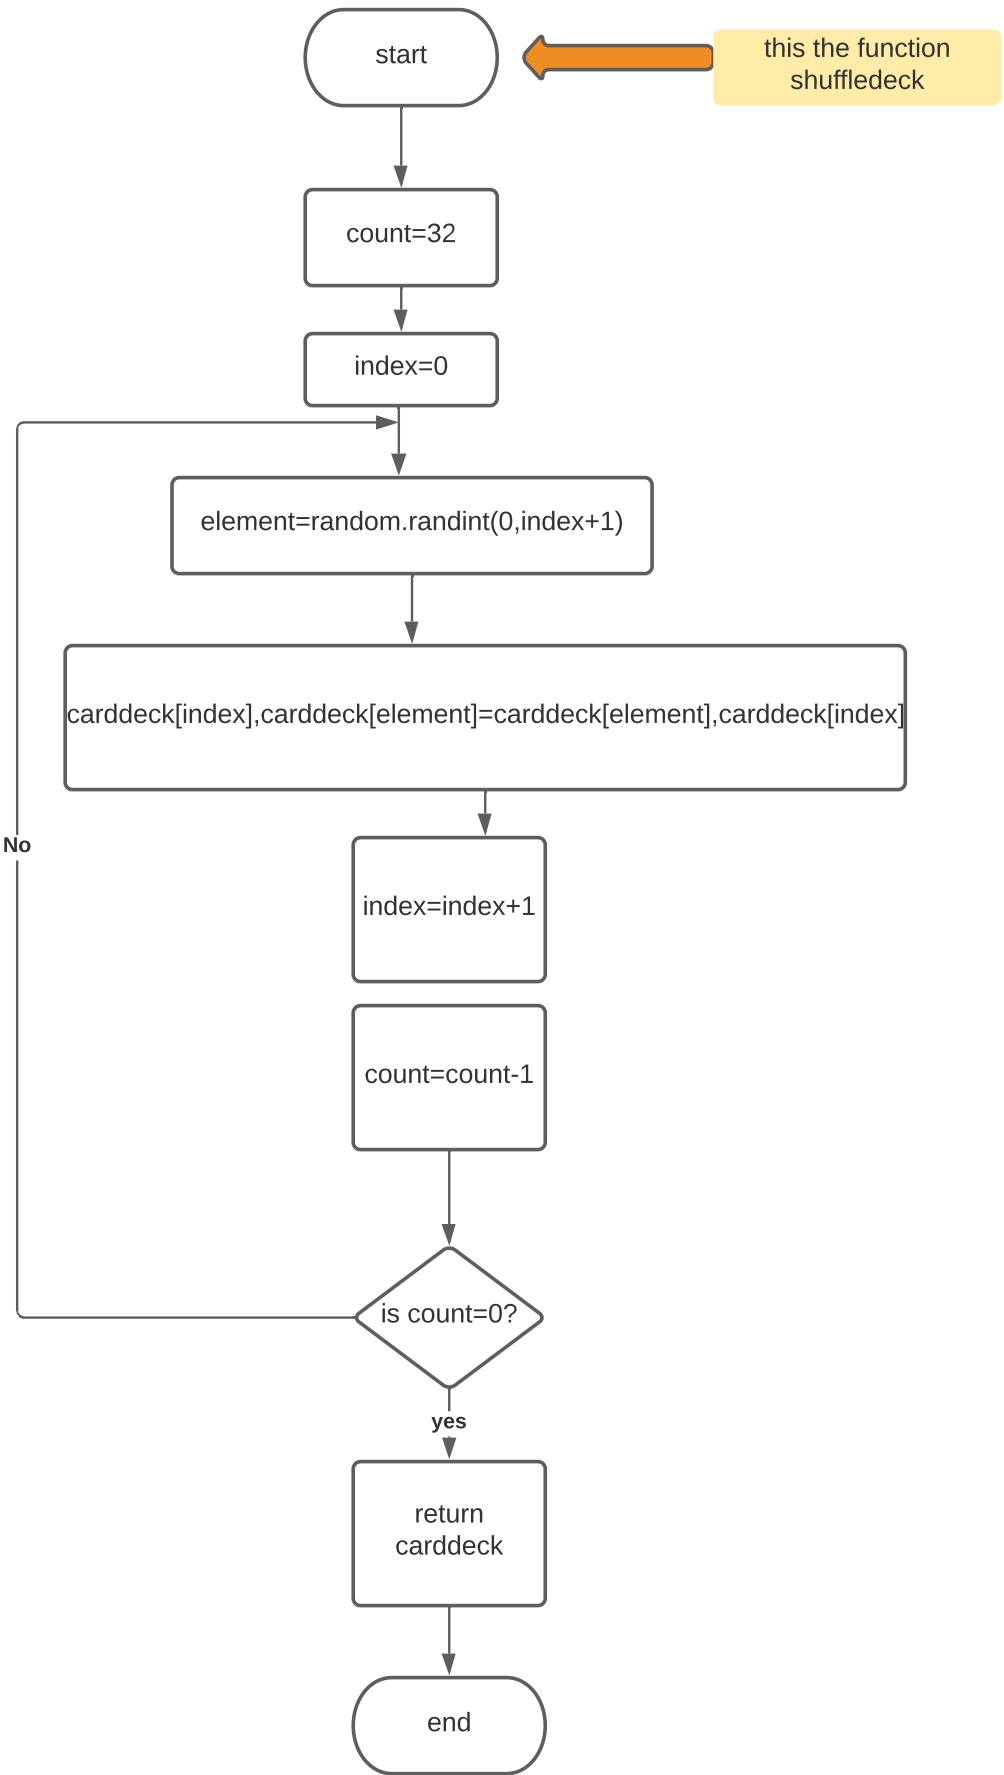 start
this the function
shuffledeck
count=32
index=0
element=random.randint(0,index+1)
carddeck[index],carddeck[element]=carddeck[element],carddeck[index]
No
index=index+1
count=count-1
is count=0?
yes
return
carddeck
end